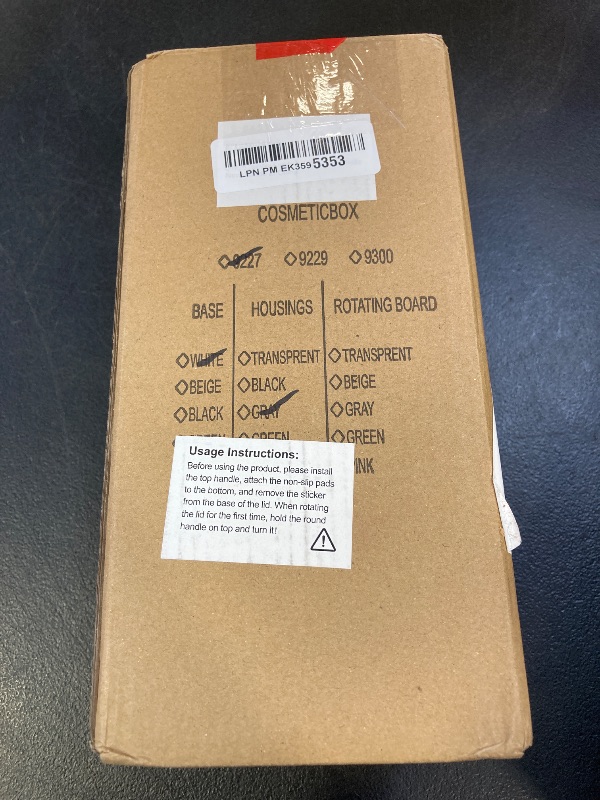 LPN PM EK3595353
COSMETICBOX
◇9227 ◇9229 ◇9300
BASE HOUSINGS ROTATING BOARD
◇WHITE ◇TRANSPRENT ◇TRANSPARENT
◇BEIGE ◇BLACK ◇BEIGE
◇BLACK ◇GRAY ◇GRAY
◇GREEN ◇GREEN
Usage Instructions:
Before using the product, please install
the top handle, attach the non-slip pads
to the bottom, and remove the sticker
from the base of the lid. When rotating
the lid for the first time, hold the round
handle on top and turn it!